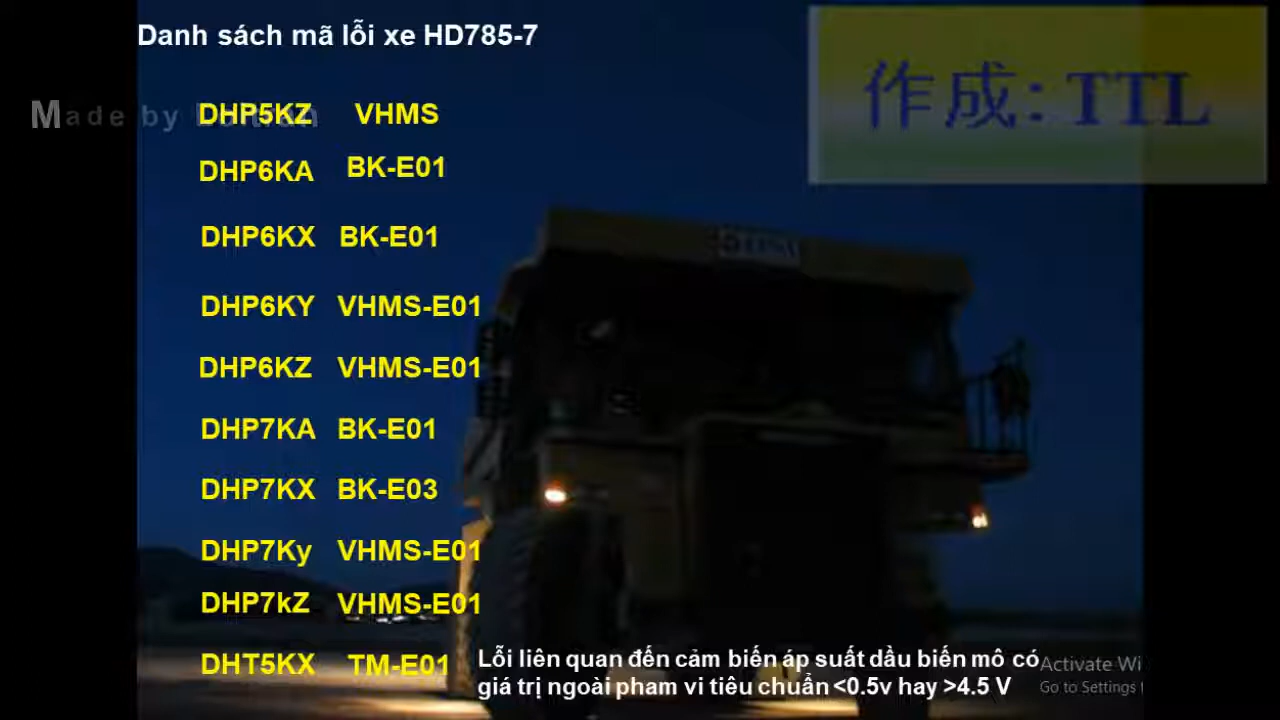 Danh sách mã lỗi xe HD785-7
作成: TTL
Made by
DHP5KZ VHMS
DHP6KA BK-E01
DHP6KX BK-E01
DHP6KY VHMS-E01
DHP6KZ VHMS-E01
DHP7KA BK-E01
DHP7KX BK-E03
DHP7Ky VHMS-E01
DHP7kZ VHMS-E01
DHT5KX TM-E01
Lỗi liên quan đến cảm biến áp suất dầu biến mô có
giá trị ngoài phạm vi tiêu chuẩn <0.5v hay >4.5 V
Activate Wi
Go to Settings